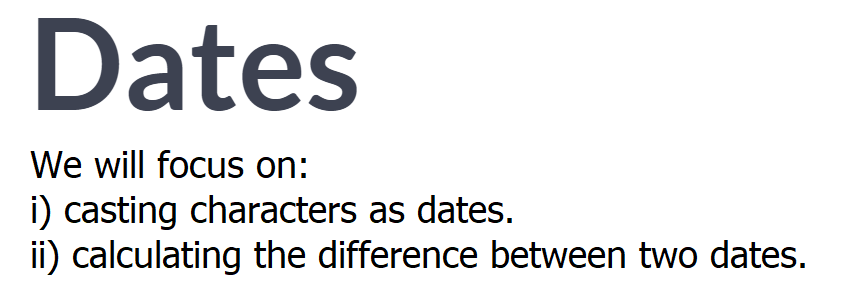 Dates
We will focus on:
i) casting characters as dates.
ii) calculating the difference between two dates.